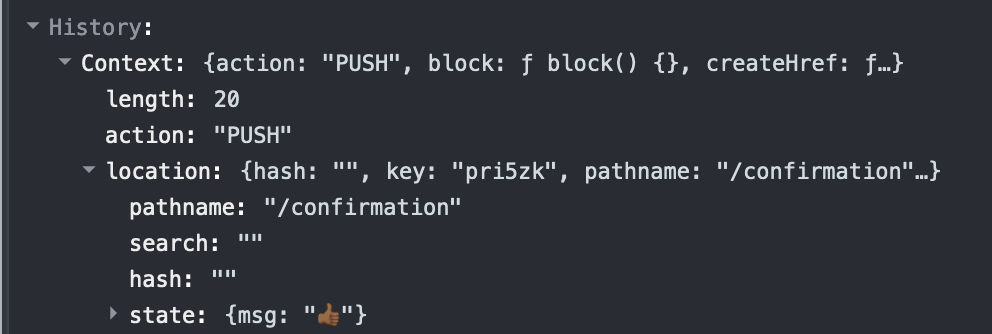 History:
Context: {action: "PUSH", block: ƒ block() {}, createHref: ƒ…}
length: 20
action: "PUSH"
location: {hash: "", key: "pri5zk", pathname: "/confirmation"…}
pathname: "/confirmation"
search: ""
hash: ""
state: {msg: "👍🏾"}